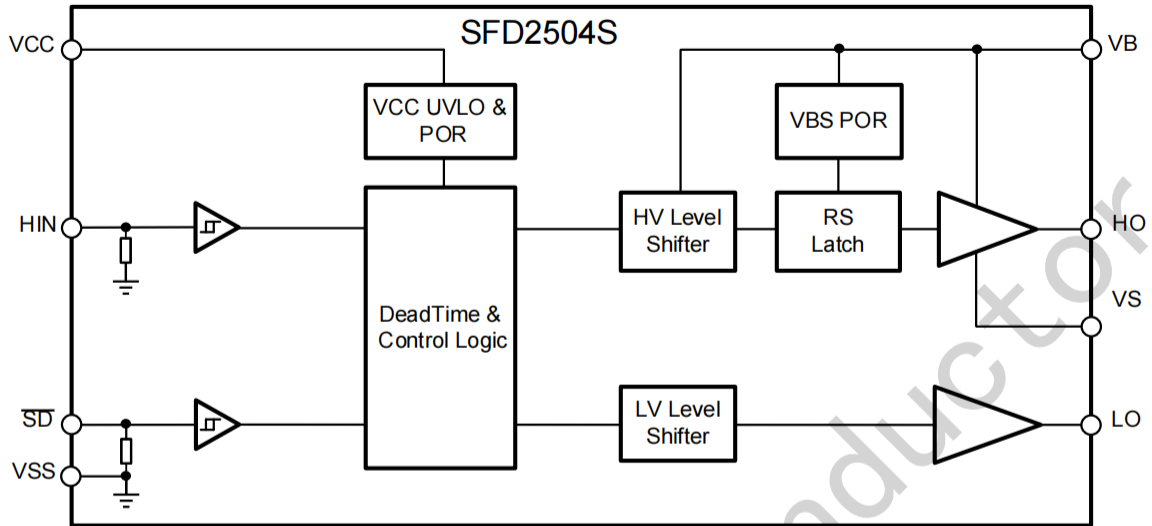 SFD2504S
VCC
VB
VCC UVLO &
POR
VBS POR
HIN
HV Level
Shifter
RS
Latch
HO
VS
DeadTime &
Control Logic
SD
LV Level
Shifter
LO
VSS
nductor